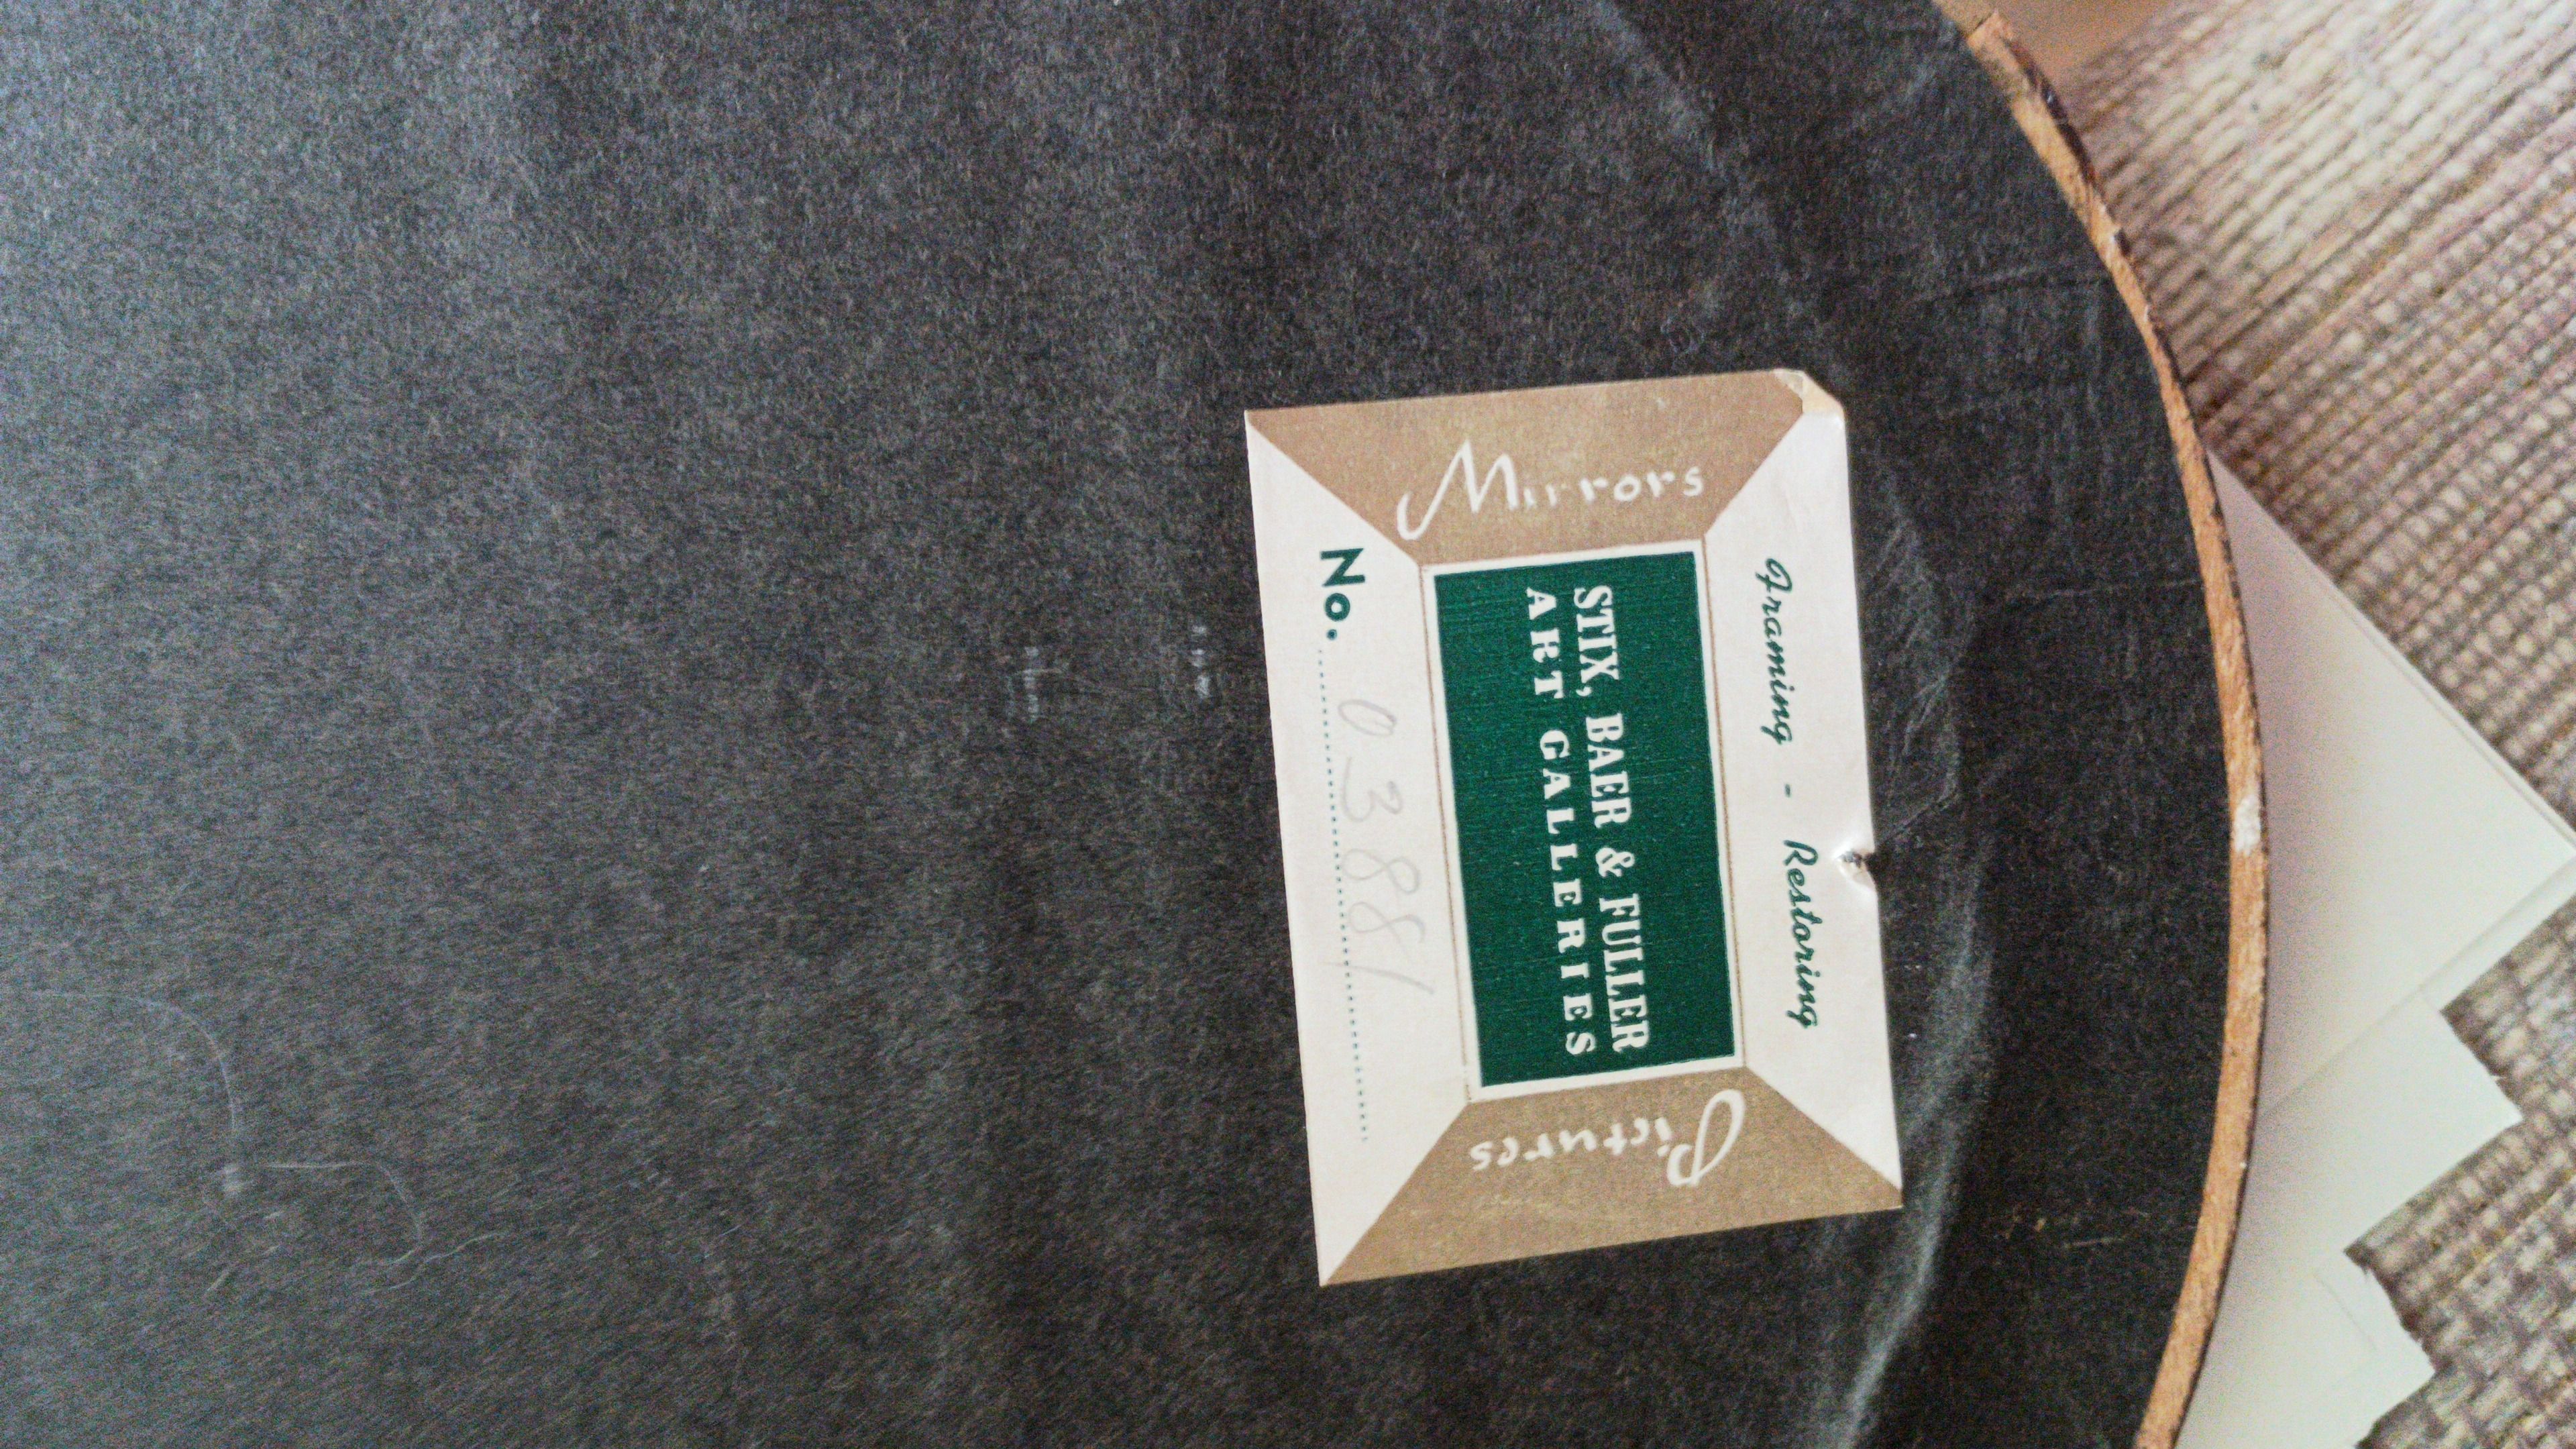 Framing - Restoring
Mirrors
STIX, BAER & FULLER
ART GALLERIES
Pictures
No. 03881